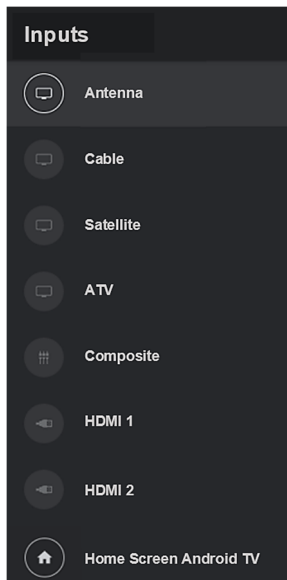 Inputs
Antenna
Cable
Satellite
ATV
Composite
HDMI 1
HDMI 2
Home Screen Android TV